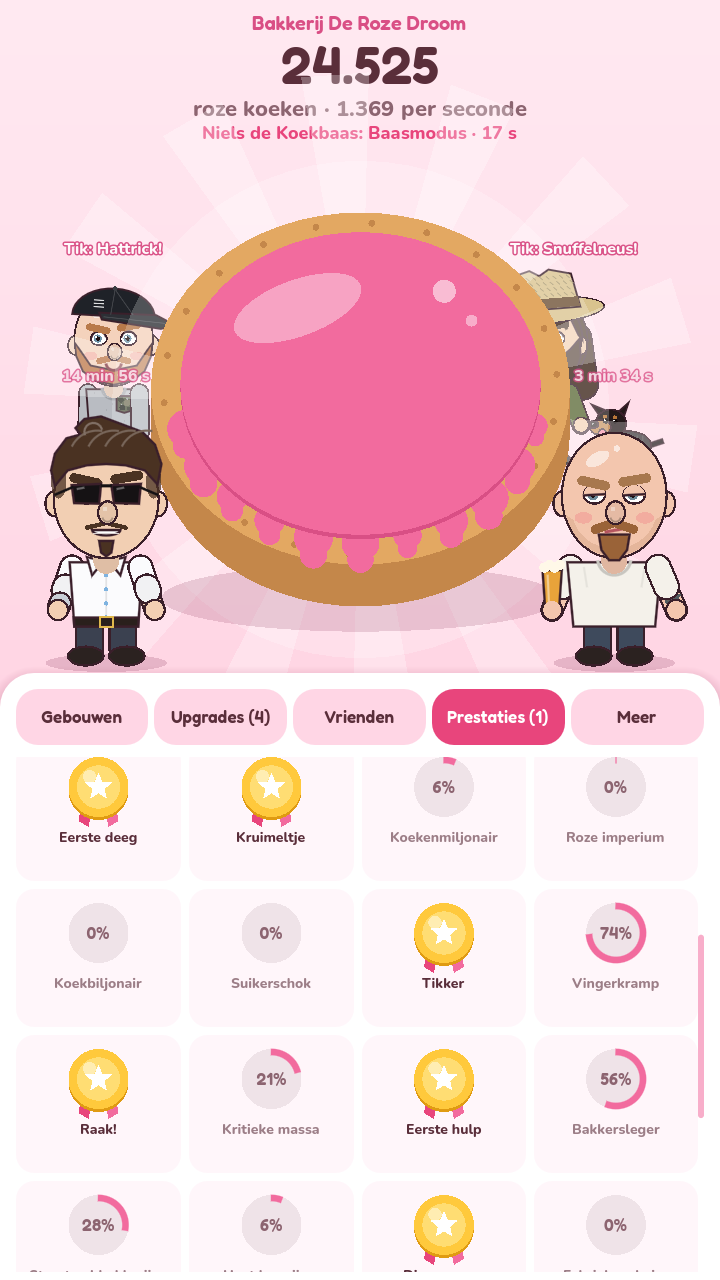 Bakkerij De Roze Droom
24.525
roze koeken · 1.369 per seconde
Niels de Koekbaas: Baasmodus · 17 s
Tik: Hattrick!
Tik: Snuffelneus!
14 min 56 s
3 min 34 s
Gebouwen
Upgrades (4)
Vrienden
Prestaties (1)
Meer
6%
0%
Eerste deeg
Kruimeltje
Koekenmiljonair
Roze imperium
0%
0%
74%
Koekbiljonair
Suikerschok
Tikker
Vingerkramp
21%
56%
Raak!
Kritieke massa
Eerste hulp
Bakkersleger
28%
6%
0%